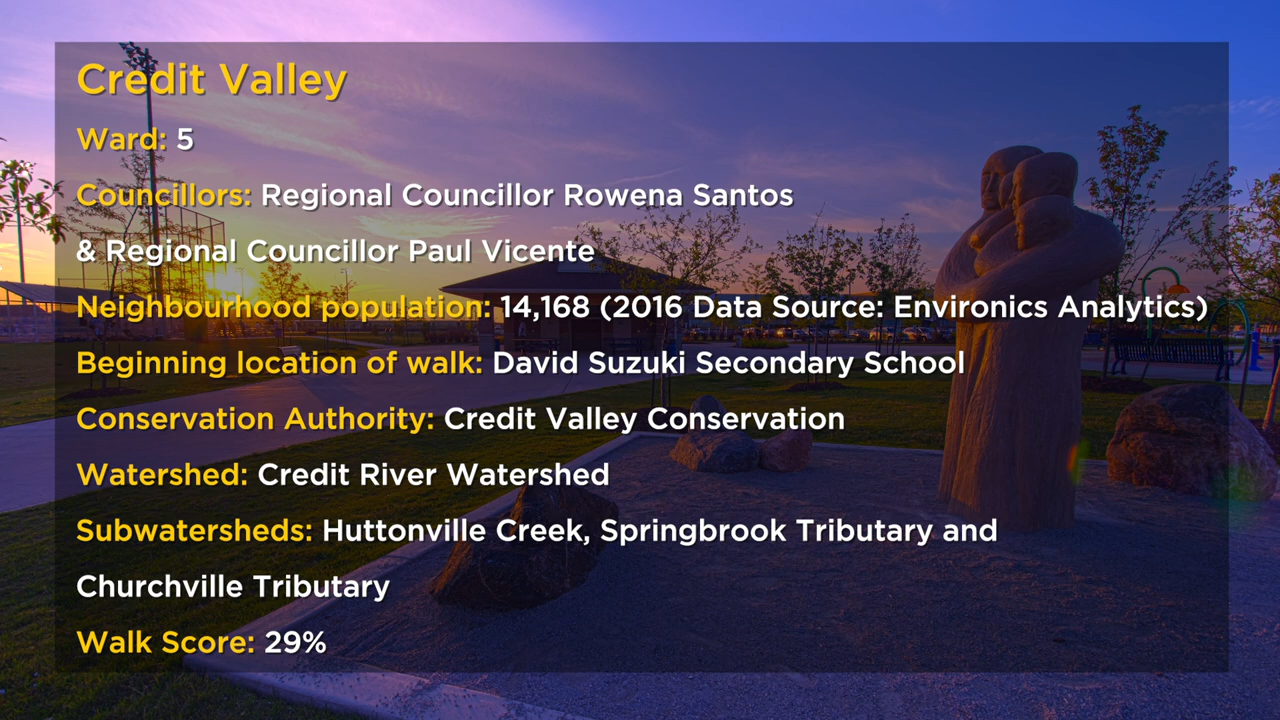 Credit Valley
Ward: 5
Councillors: Regional Councillor Rowena Santos
& Regional Councillor Paul Vicente
Neighbourhood population: 14,168 (2016 Data Source: Environics Analytics)
Beginning location of walk: David Suzuki Secondary School
Conservation Authority: Credit Valley Conservation
Watershed: Credit River Watershed
Subwatersheds: Huttonville Creek, Springbrook Tributary and
Churchville Tributary
Walk Score: 29%